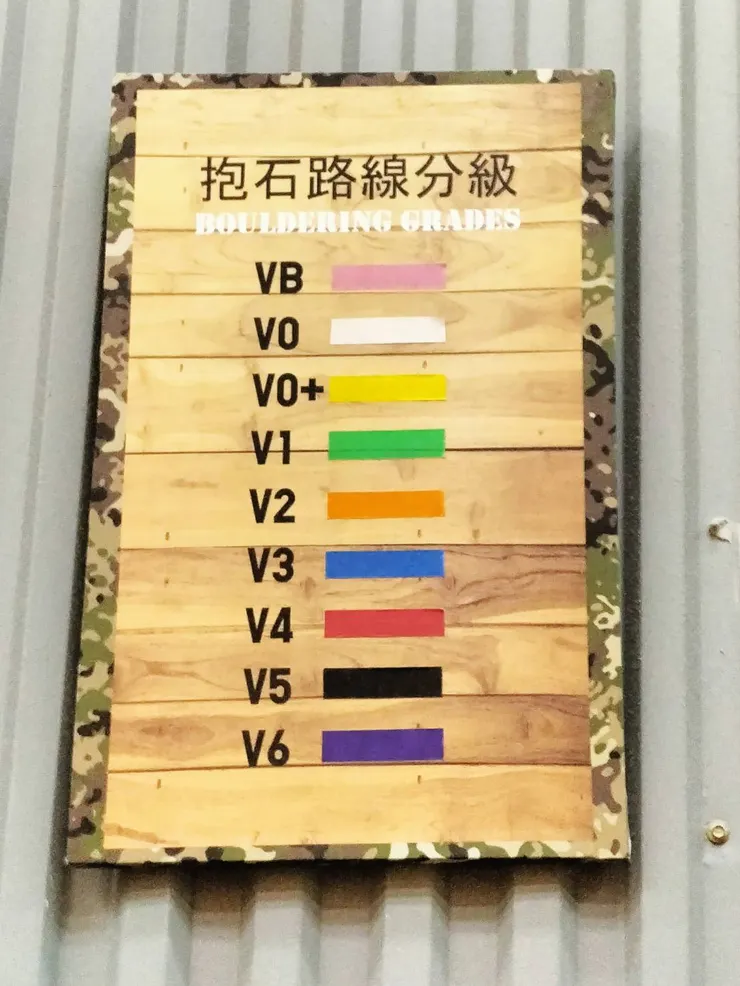 抱石路線分級
BOULDERING GRADES
VB
V0
V0+
V1
V2
V3
V4
V5
V6